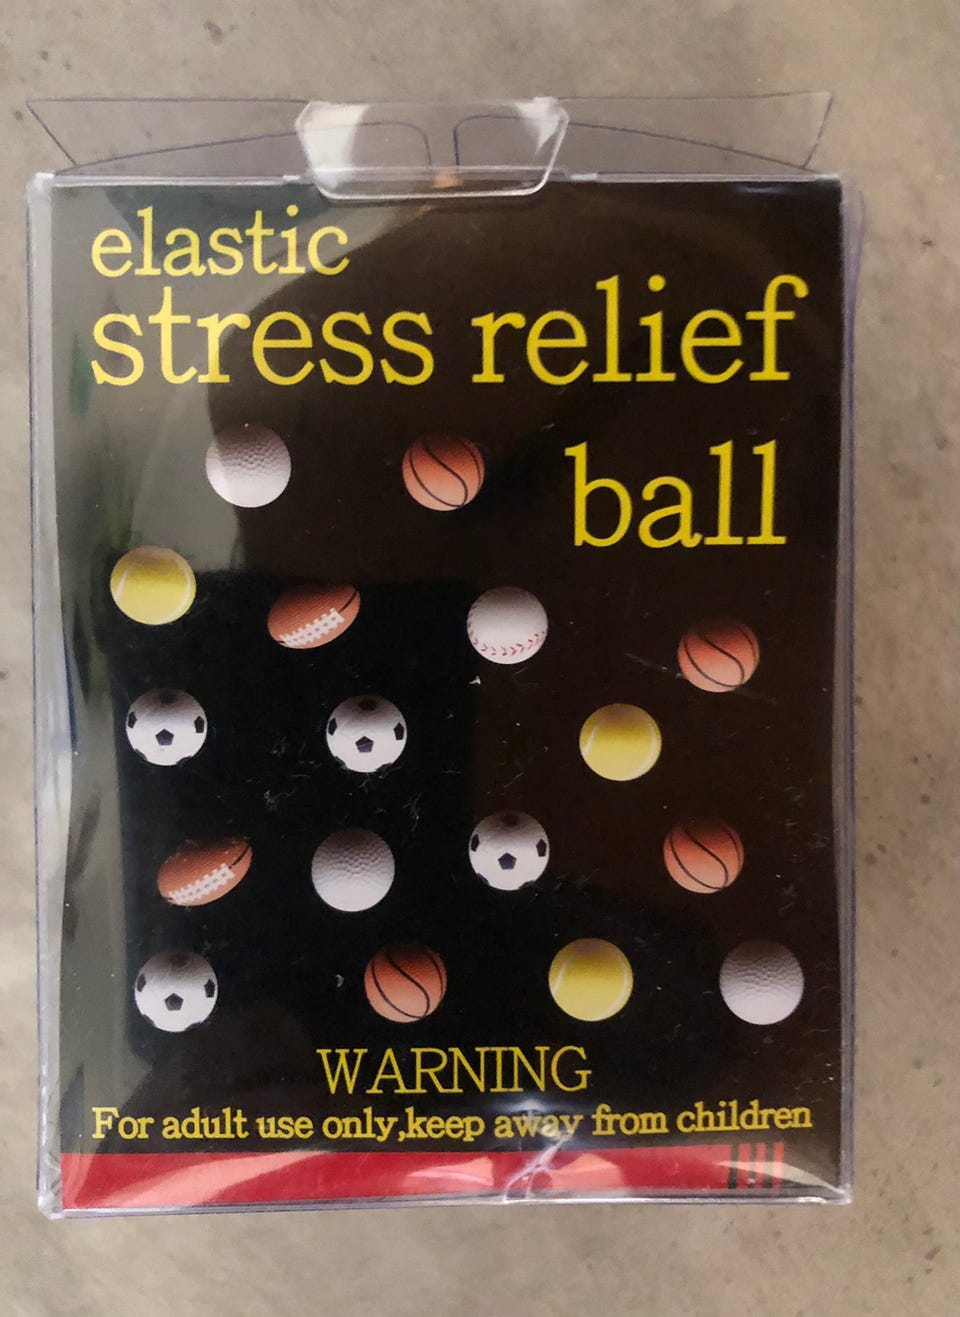 elastic
stress relief
ball
WARNING
For adult use only,keep away from children